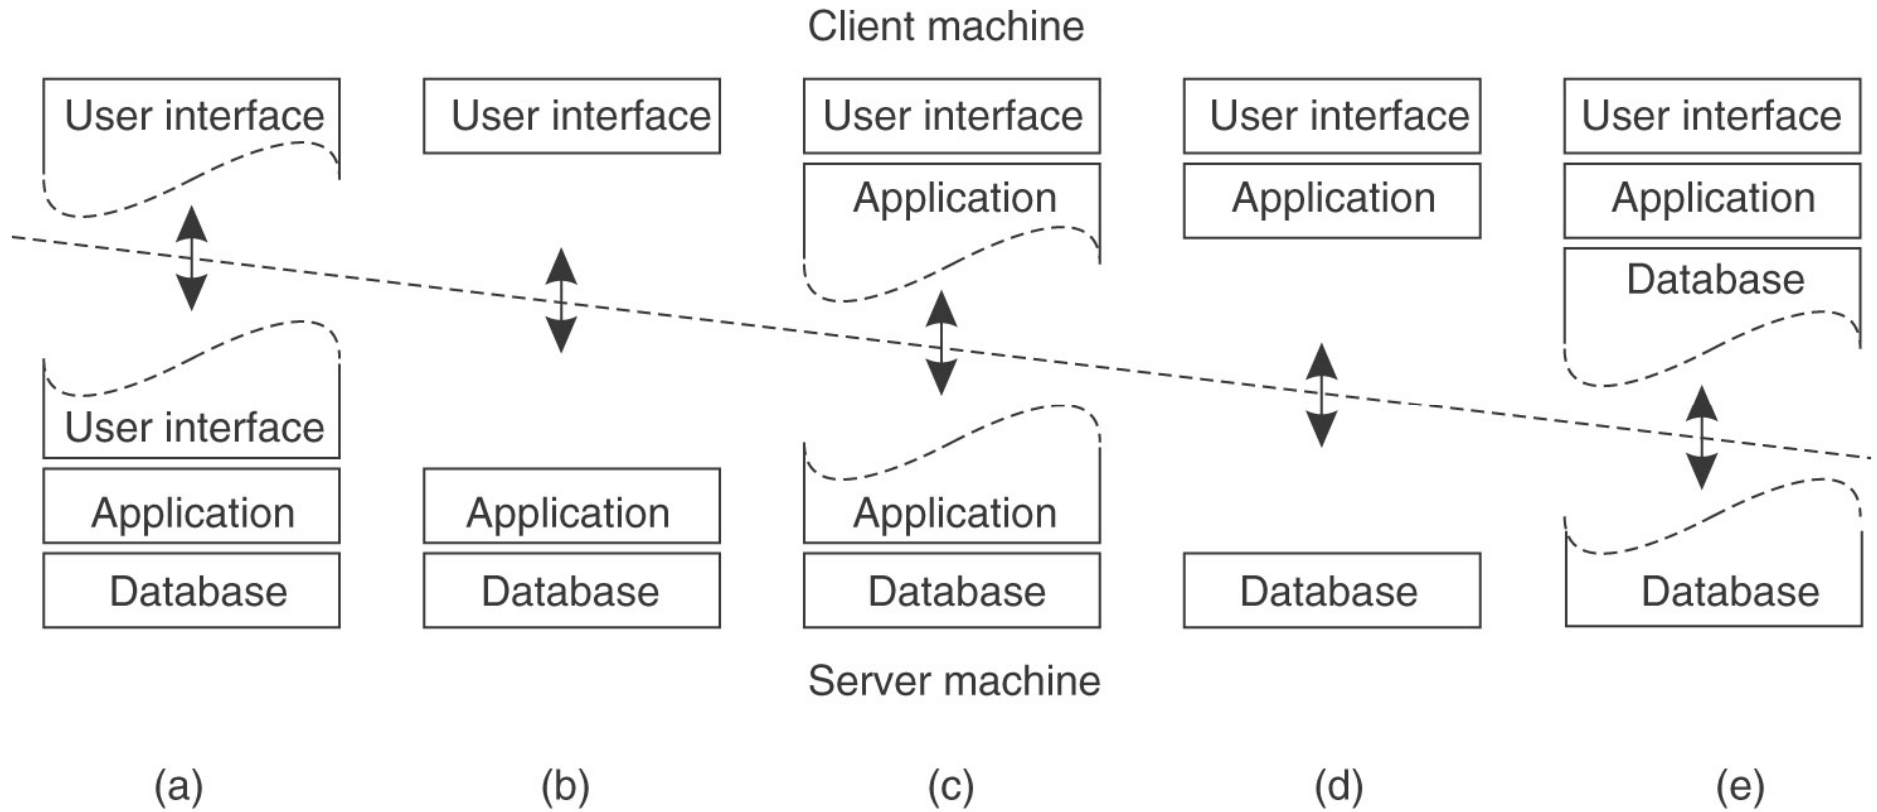 Client machine
User interface
User interface
User interface
User interface
User interface
Application
Application
Application
Database
User interface
Application
Application
Application
Database
Database
Database
Database
Database
Server machine
(a)
(b)
(c)
(d)
(e)